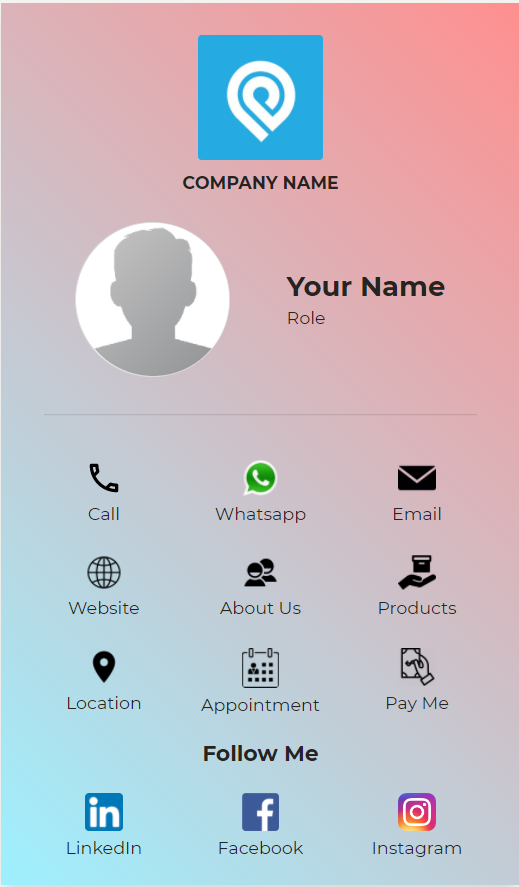 COMPANY NAME
Your Name
Role
Call
Whatsapp
Email
Website
About Us
Products
Location
Appointment
Pay Me
Follow Me
in
LinkedIn
f
Facebook
Instagram